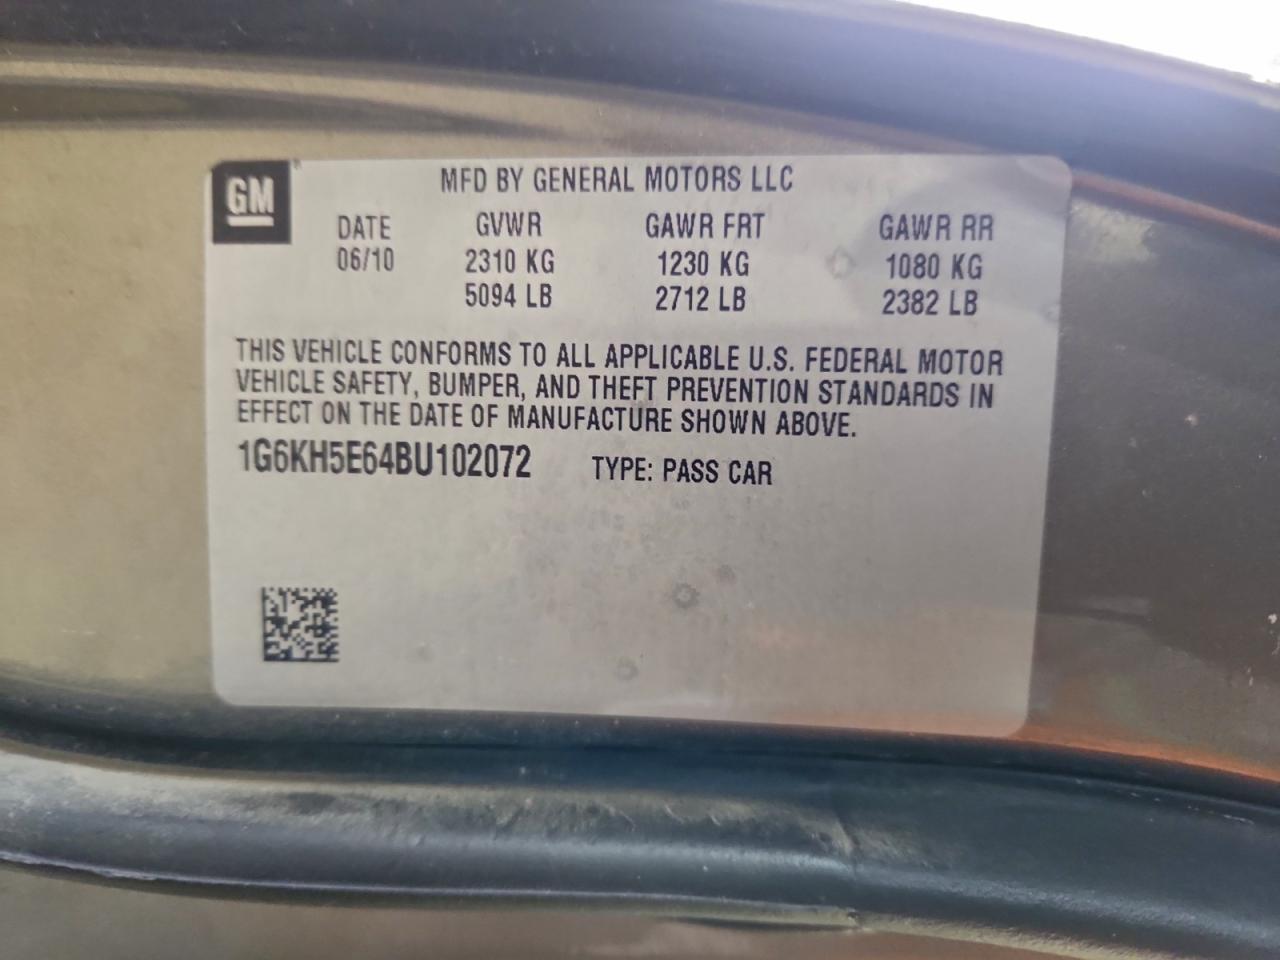 GM
MFD BY GENERAL MOTORS LLC
DATE GVWR GAWR FRT GAWR RR
06/10 2310 KG 1230 KG 1080 KG
5094 LB 2712 LB 2382 LB
THIS VEHICLE CONFORMS TO ALL APPLICABLE U.S. FEDERAL MOTOR
VEHICLE SAFETY, BUMPER, AND THEFT PREVENTION STANDARDS IN
EFFECT ON THE DATE OF MANUFACTURE SHOWN ABOVE.
1G6KH5E64BU102072 TYPE: PASS CAR